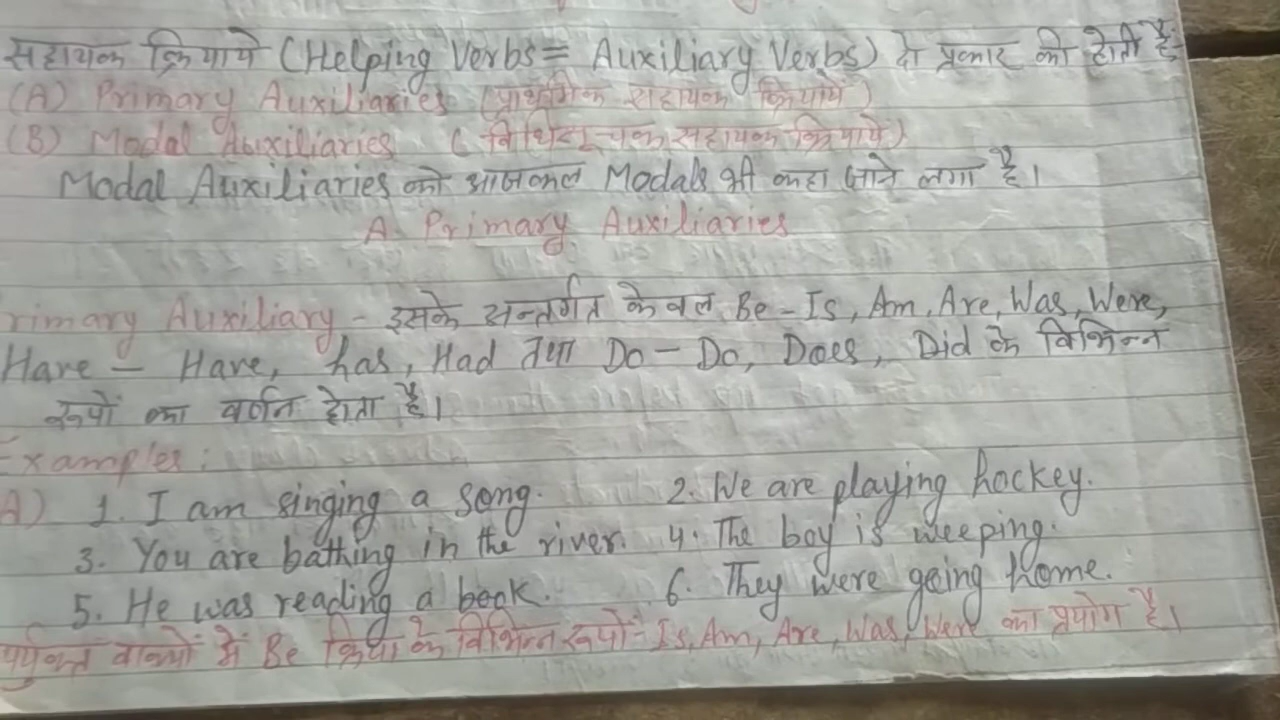 सहायक क्रियाये (Helping Verbs = Auxiliary Verbs) दो प्रकार की होती है-
(A) Primary Auxiliaries (प्राथमिक सहायक क्रियाये)
(B) Modal Auxiliaries ( सहायक क्रियाये)
Modal Auxiliaries को आजकल Modals भी कहा जाने लगा है।
A Primary Auxiliaries
rimary Auxiliary - इसके अन्तर्गत केवल Be - Is, Am, Are, Was, Were,
Have - Have, has, Had तथा Do - Do, Does, Did के विभिन्न
रूपों का वर्णन होता है।
Examples :
A) 1. I am singing a song. 2. We are playing hockey.
3. You are bathing in the river. 4. The boy is weeping.
5. He was reading a book. 6. They were going home.
वाक्यों में Be क्रिया के विभिन्न रूपों- Is, Am, Are, Was, Were का प्रयोग है।